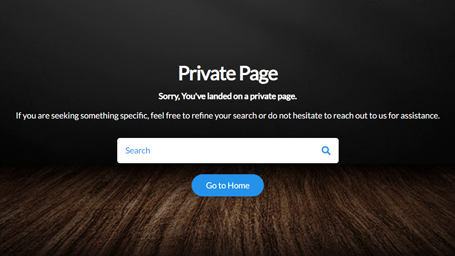 Private Page
Sorry, You've landed on a private page.
If you are seeking something specific, feel free to refine your search or do not hesitate to reach out to us for assistance.
Search
Go to Home